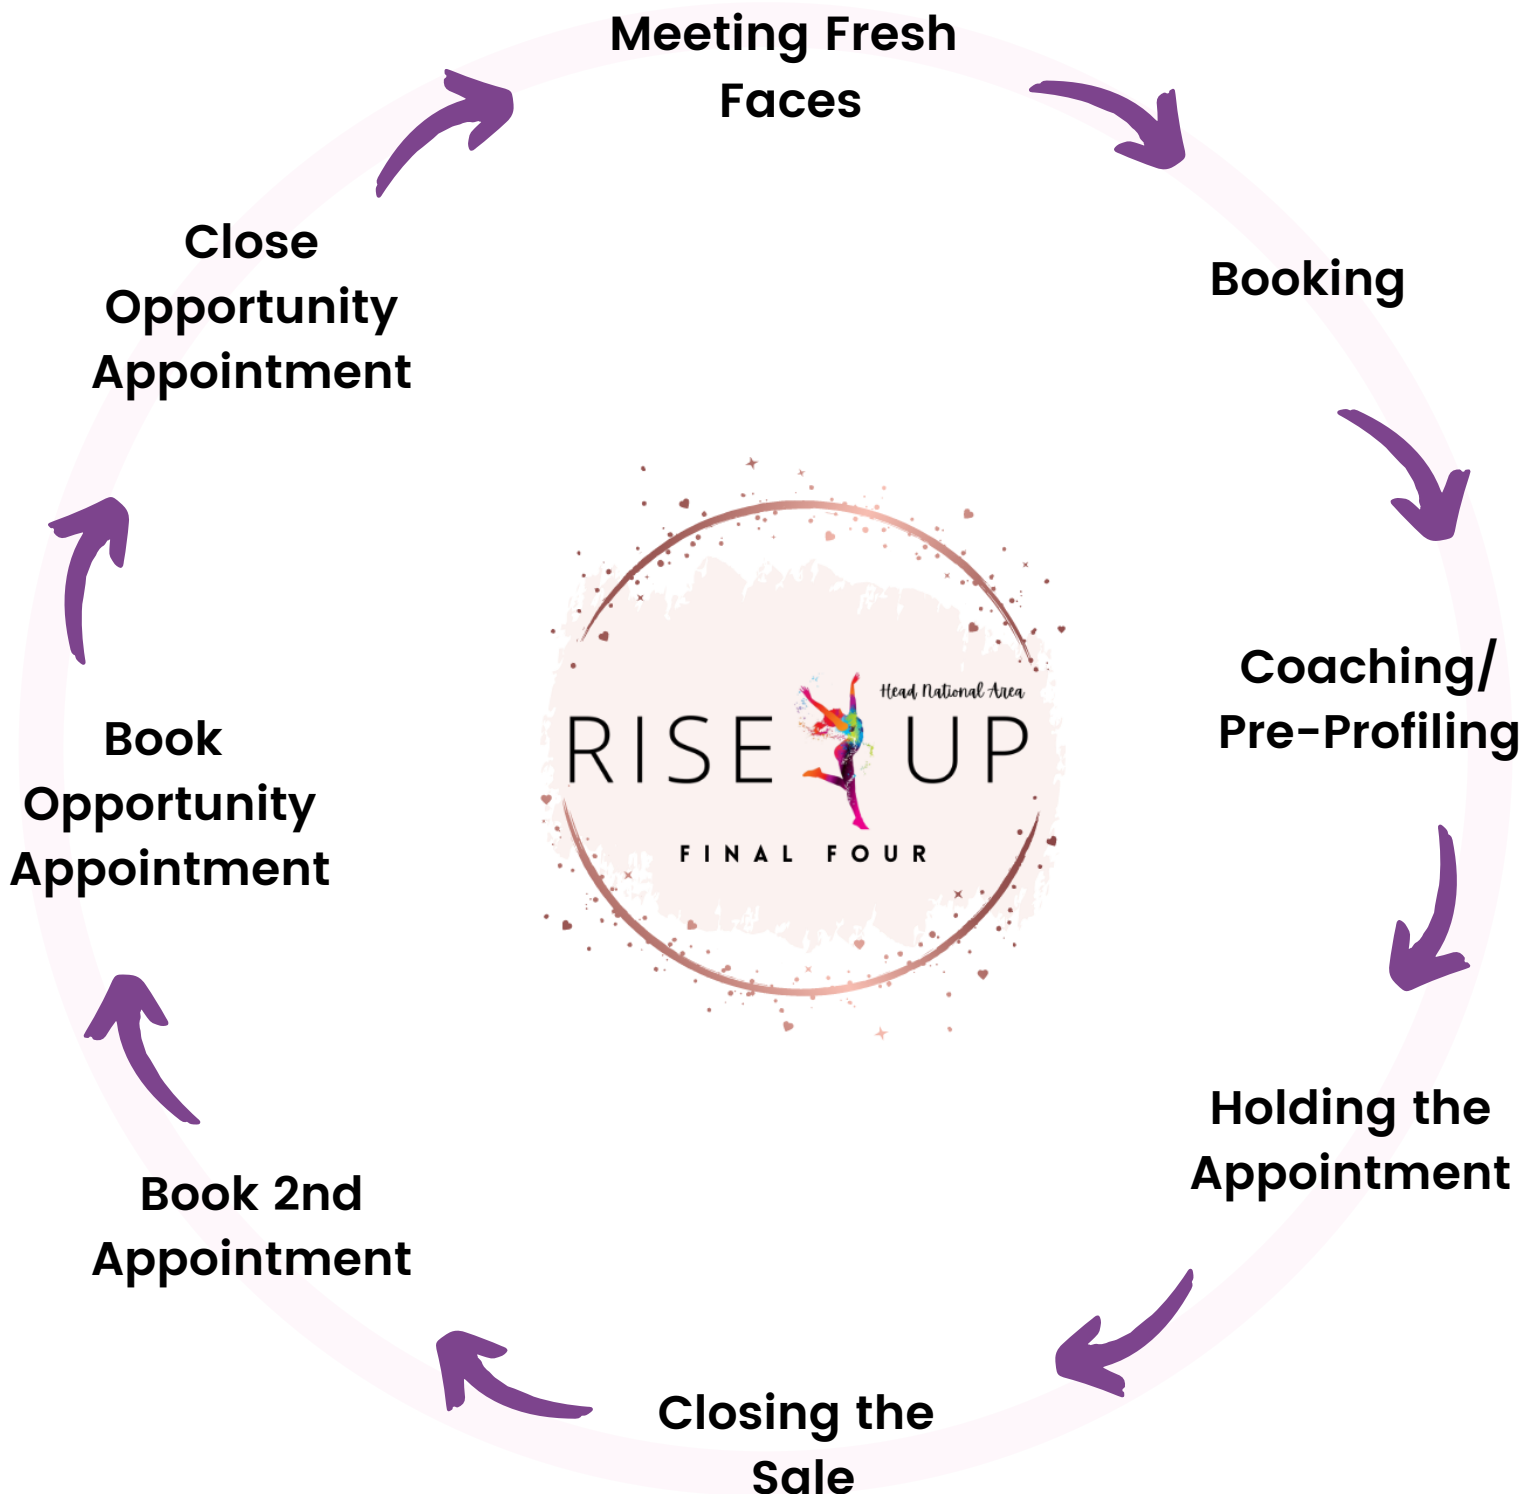 Meeting Fresh
Faces
Booking
Coaching/
Pre-Profiling
Holding the
Appointment
Closing the
Sale
Book 2nd
Appointment
Book
Opportunity
Appointment
Close
Opportunity
Appointment
Head National Area
RISE UP
FINAL FOUR